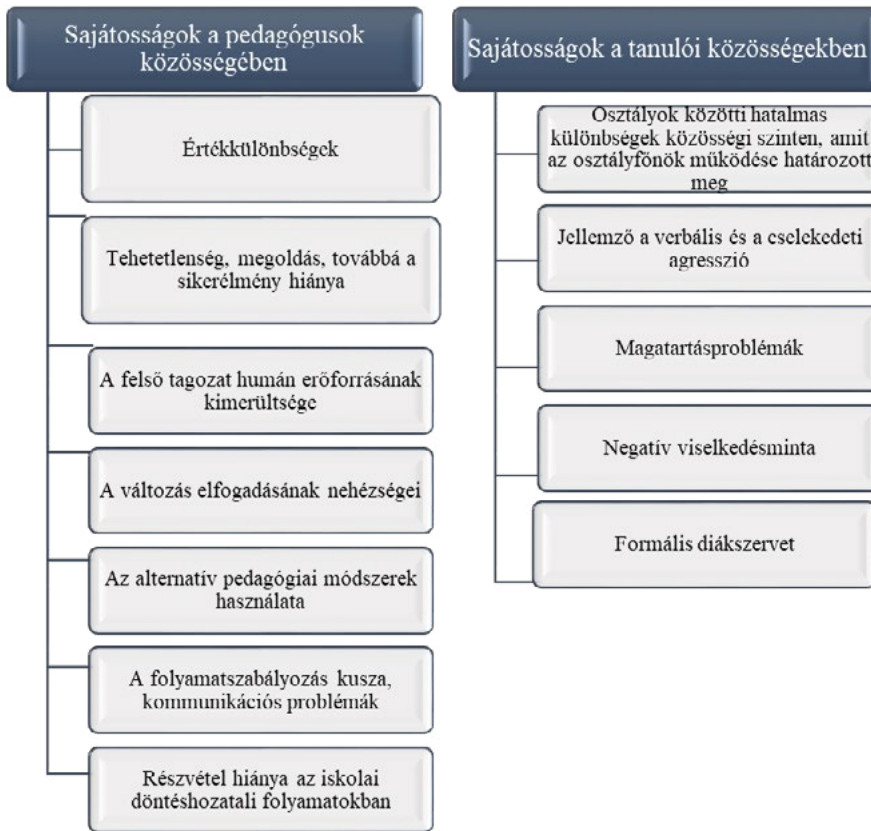 Sajátosságok a pedagógusok
közösségében
Értékkülönbségek
Tehetetlenség, megoldás, továbbá a
sikerélmény hiánya
A felső tagozat humán erőforrásának
kimerültsége
A változás elfogadásának nehézségei
Az alternatív pedagógiai módszerek
használata
A folyamatszabályozás kusza,
kommunikációs problémák
Részvétel hiánya az iskolai
döntéshozatali folyamatokban
Sajátosságok a tanulói közösségekben
Osztályok közötti hatalmas
különbségek közösségi szinten, amit
az osztályfőnök működése határozott
meg
Jellemző a verbális és a cselekedeti
agresszió
Magatartásproblémák
Negatív viselkedésminta
Formális diákszervet